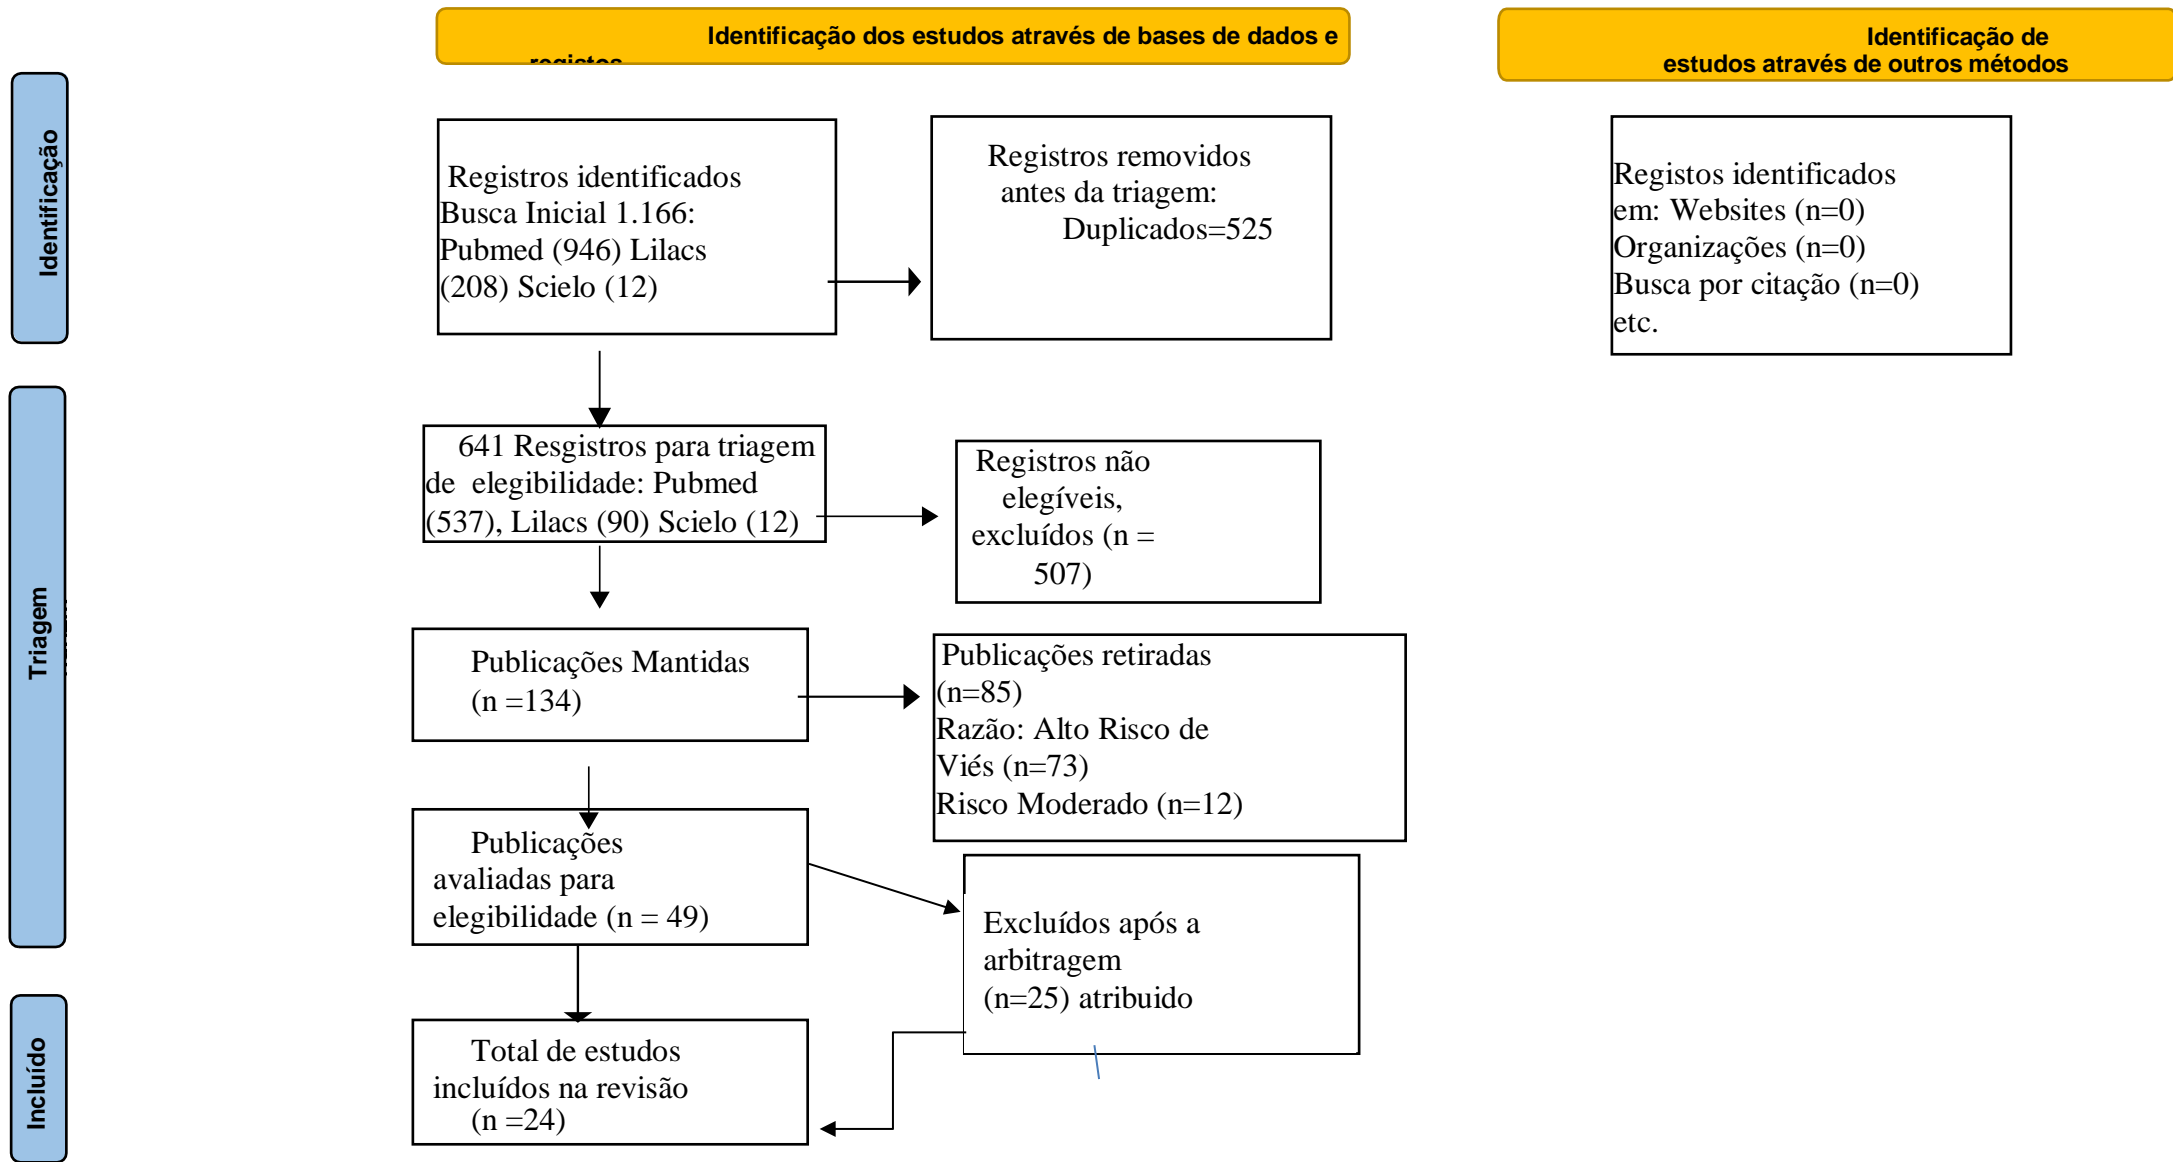 Identificação dos estudos através de bases de dados e
registos
Identificação de
estudos através de outros métodos
Identificação
Registros identificados
Busca Inicial 1.166:
Pubmed (946) Lilacs
(208) Scielo (12)
Registros removidos
antes da triagem:
Duplicados=525
Registos identificados
em: Websites (n=0)
Organizações (n=0)
Busca por citação (n=0)
etc.
Triagem
641 Resgistros para triagem
de elegibilidade: Pubmed
(537), Lilacs (90) Scielo (12)
Registros não
elegíveis,
excluídos (n =
507)
Publicações Mantidas
(n =134)
Publicações retiradas
(n=85)
Razão: Alto Risco de
Viés (n=73)
Risco Moderado (n=12)
Publicações
avaliadas para
elegibilidade (n = 49)
Excluídos após a
arbitragem
(n=25) atribuido
Incluído
Total de estudos
incluídos na revisão
(n =24)